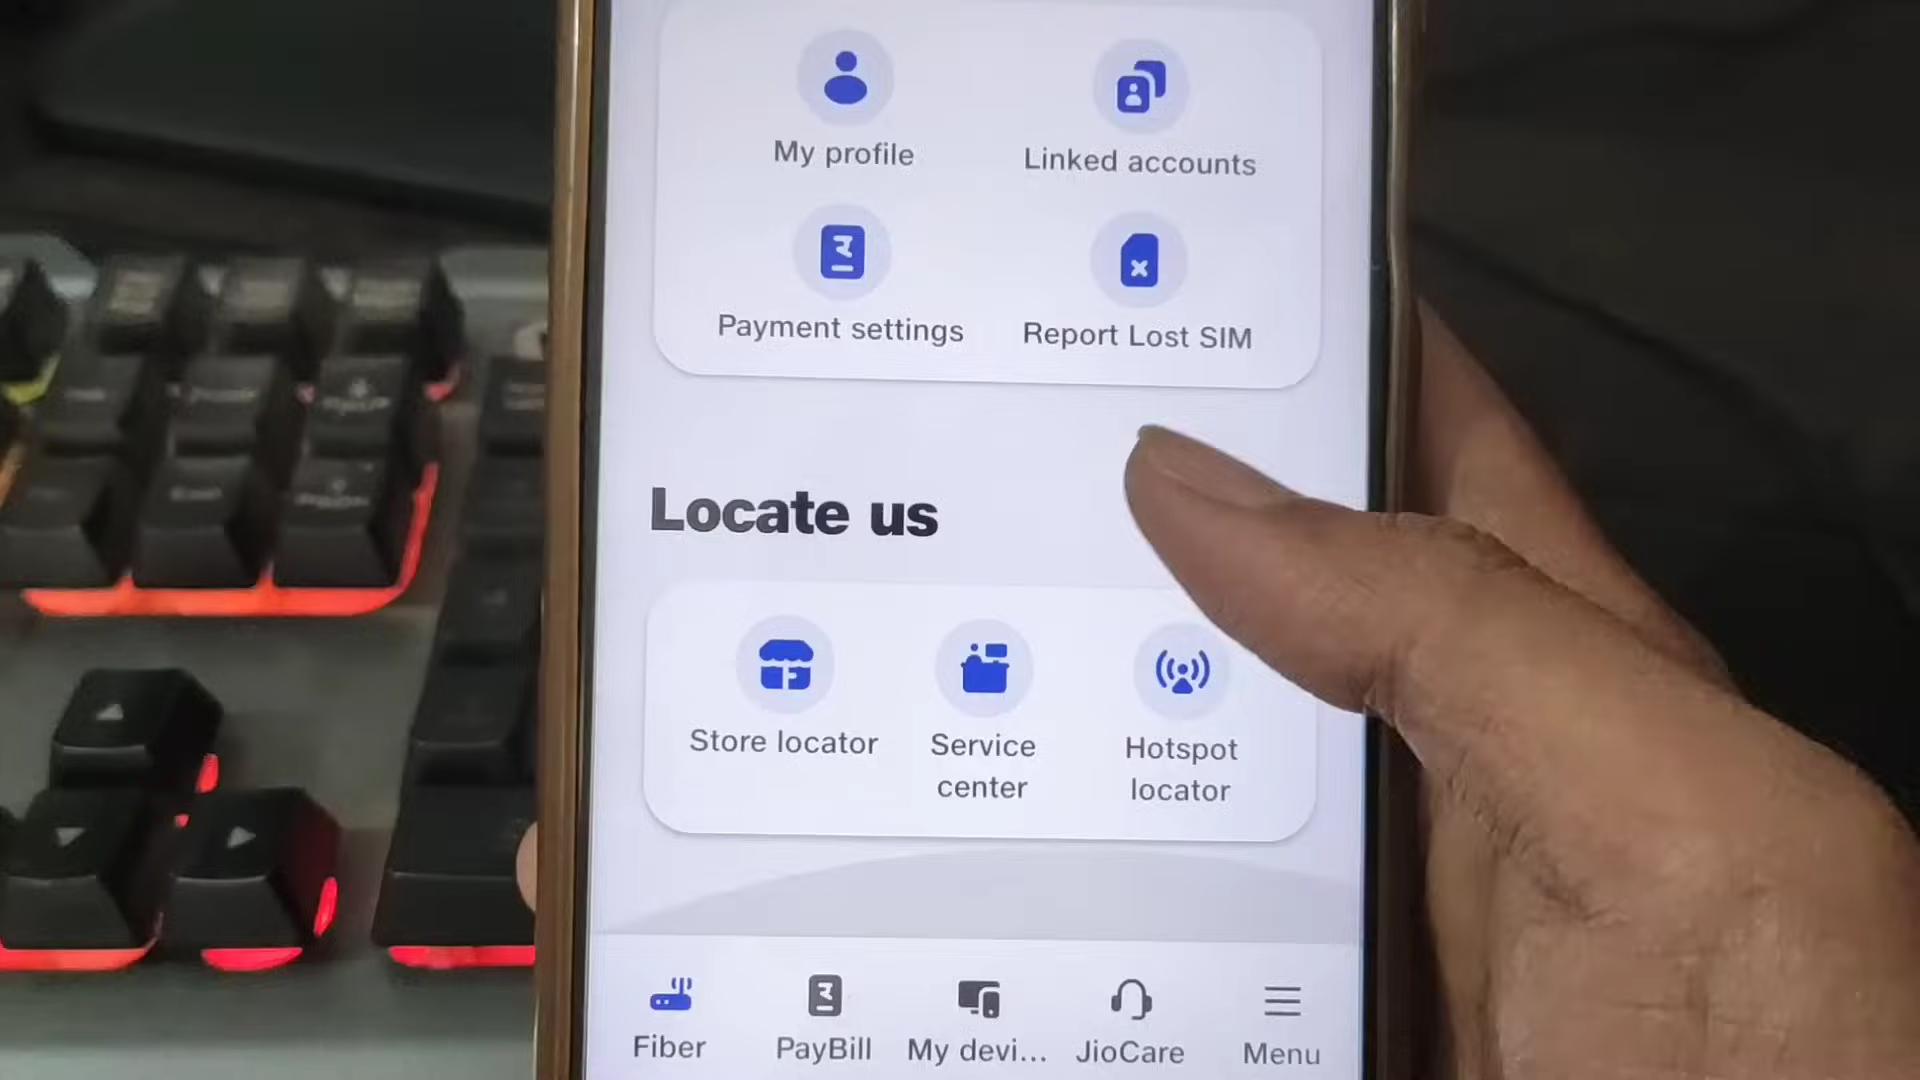 My profile
Linked accounts
Payment settings
Report Lost SIM
Locate us
Store locator
Service
center
Hotspot
locator
Fiber
PayBill
My devi...
JioCare
Menu